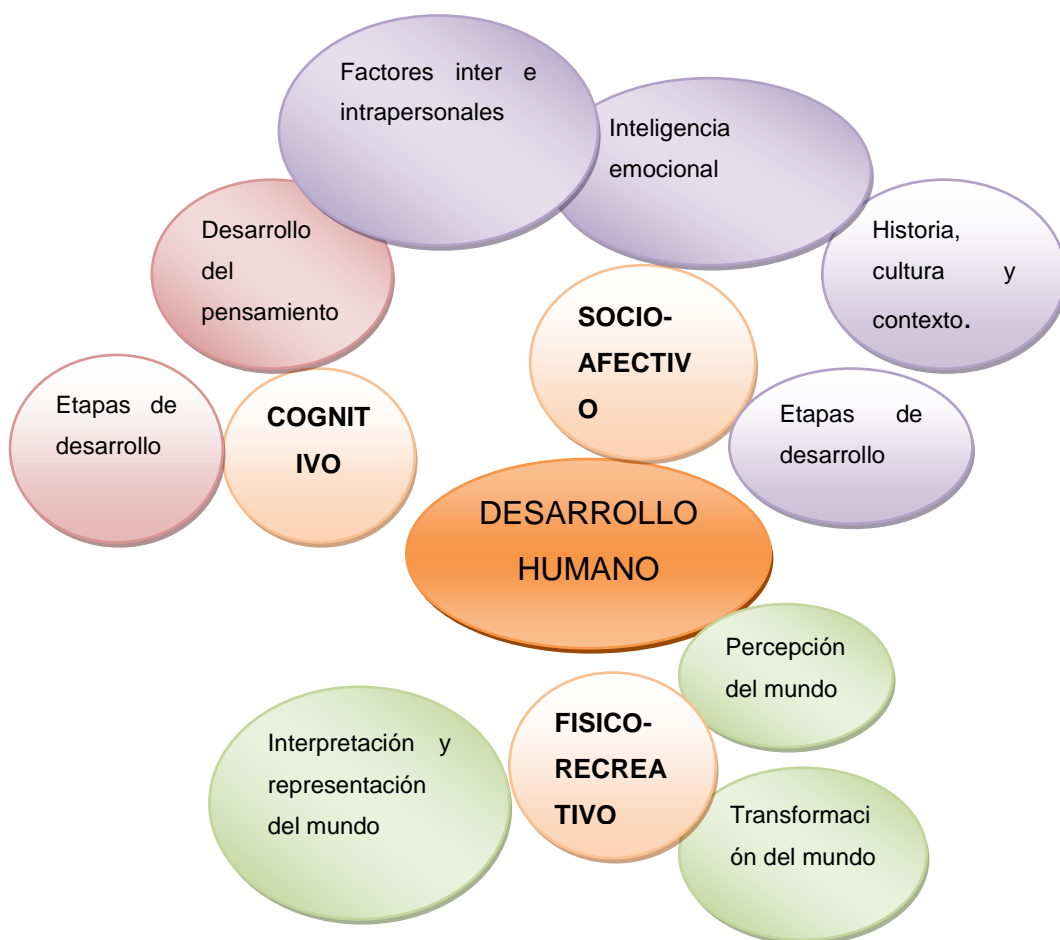 Factores inter e
intrapersonales
Inteligencia
emocional
Desarrollo
del
pensamiento
Historia,
cultura y
contexto.
SOCIO-
AFECTIV
O
Etapas de
desarrollo
COGNIT
IVO
Etapas de
desarrollo
DESARROLLO
HUMANO
Percepción
del mundo
FISICO-
RECREA
TIVO
Interpretación y
representación
del mundo
Transformaci
ón del mundo